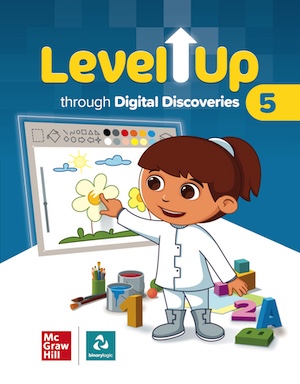 Level Up
through Digital Discoveries 5
1
2
A
B
Mc
Graw
Hill
binarylogic